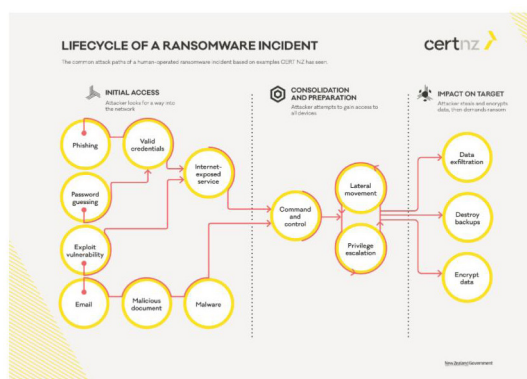 LIFECYCLE OF A RANSOMWARE INCIDENT
certnz
The common attack paths of a human-operated ransomware incident based on examples CERT NZ has seen.
INITIAL ACCESS
Attacker looks for a way into
the network
CONSOLIDATION
AND PREPARATION
Attacker attempts to gain access to
all devices
IMPACT ON TARGET
Attacker steals and encrypts
data, then demands ransom
Phishing
Valid
credentials
Internet-
exposed
service
Password
guessing
Exploit
vulnerability
Email
Malicious
document
Malware
Command
and
control
Lateral
movement
Privilege
escalation
Data
exfiltration
Destroy
backups
Encrypt
data
New Zealand Government